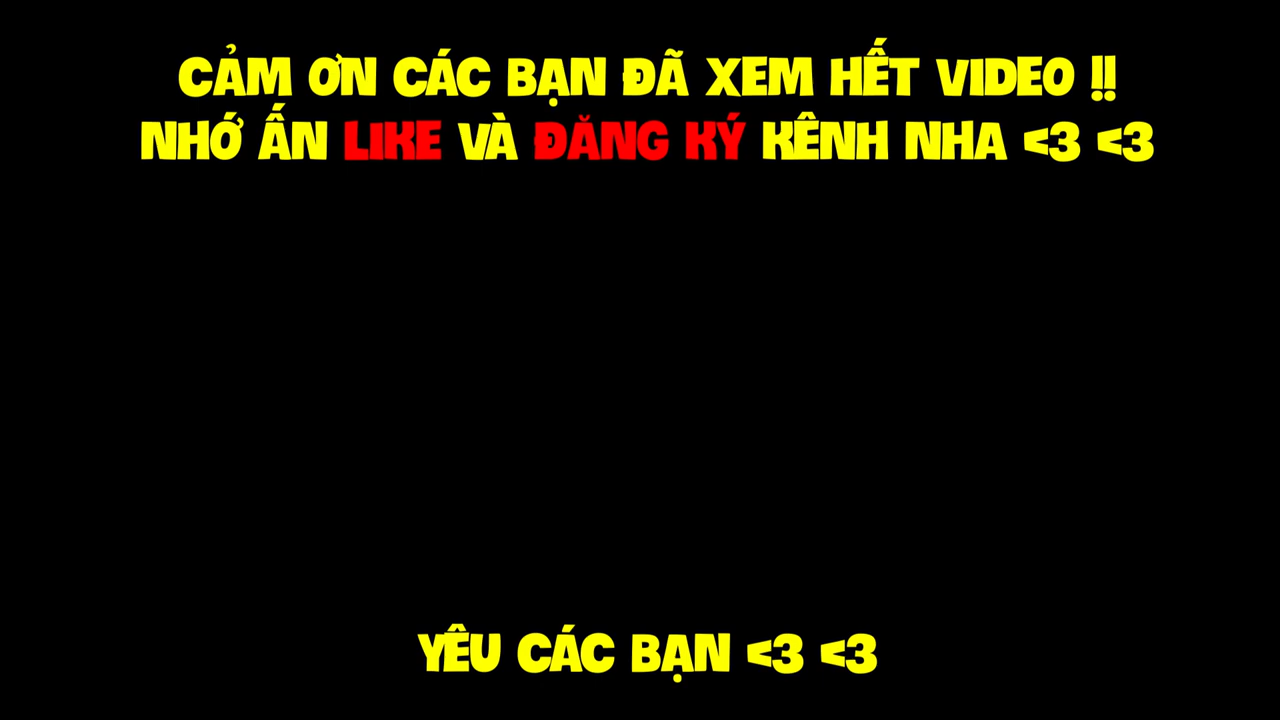 CẢM ƠN CÁC BẠN ĐÃ XEM HẾT VIDEO !!
NHỚ ẤN LIKE VÀ ĐĂNG KÝ KÊNH NHA <3 <3
YÊU CÁC BẠN <3 <3